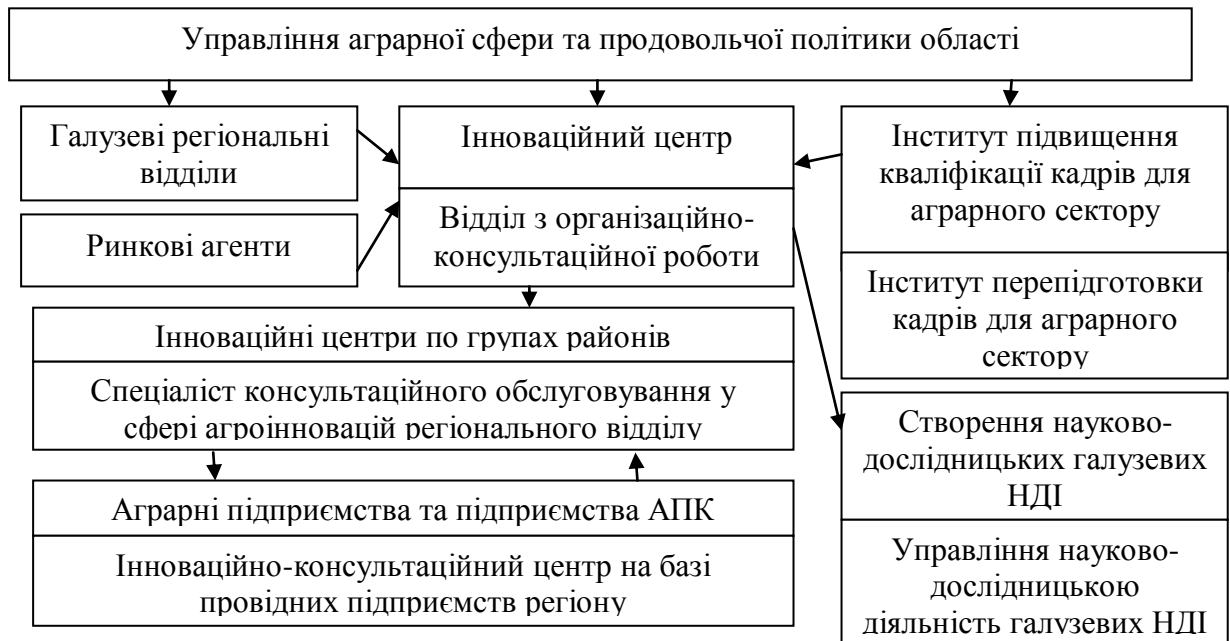 Управління аграрної сфери та продовольчої політики області
Галузеві регіональні
відділи
Ринкові агенти
Інноваційний центр
Відділ з організаційно-
консультаційної роботи
Інститут підвищення
кваліфікації кадрів для
аграрного сектору
Інститут перепідготовки
кадрів для аграрного
сектору
Інноваційні центри по групах районів
Спеціаліст консультаційного обслуговування у
сфері агроінновацій регіонального відділу
Аграрні підприємства та підприємства АПК
Інноваційно-консультаційний центр на базі
провідних підприємств регіону
Створення науково-
дослідницьких галузевих
НДІ
Управління науково-
дослідницькою
діяльність галузевих НДІ